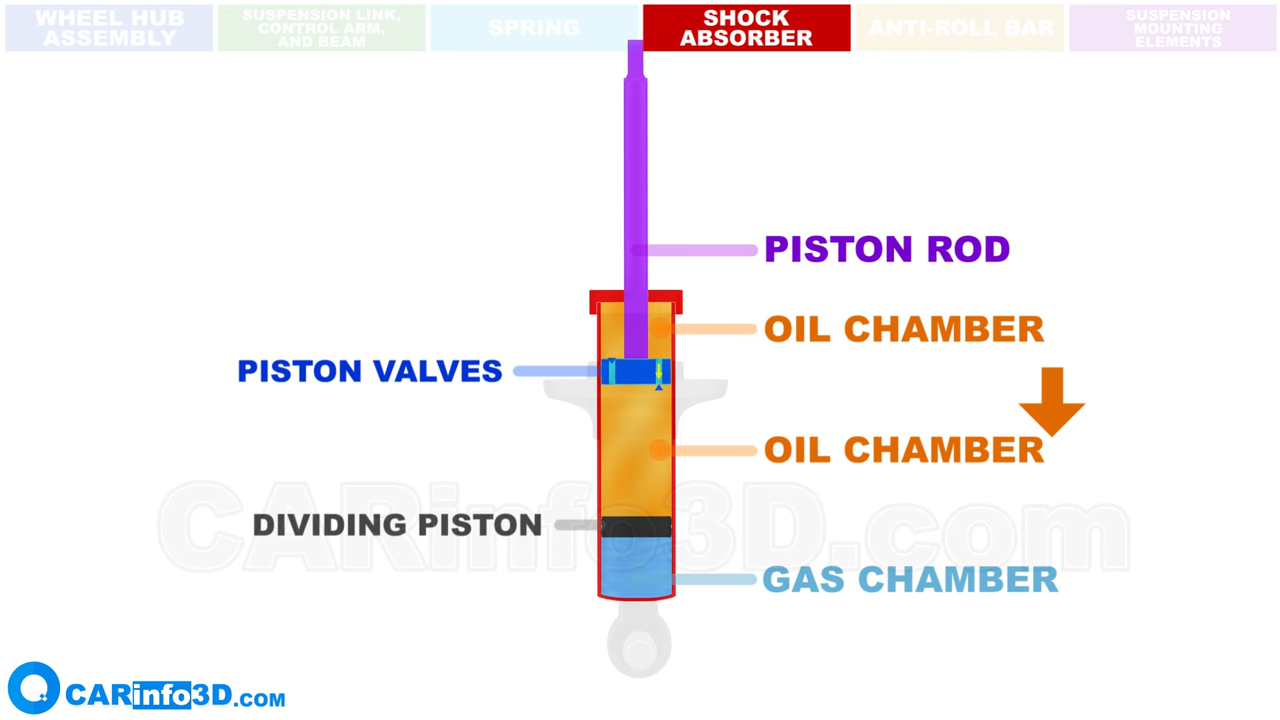 WHEEL HUB
ASSEMBLY
SUSPENSION LINK,
CONTROL ARM,
AND BEAM
SPRING
SHOCK
ABSORBER
ANTI-ROLL BAR
SUSPENSION
MOUNTING
ELEMENTS
PISTON ROD
OIL CHAMBER
PISTON VALVES
OIL CHAMBER
DIVIDING PISTON
CARinfo3D.com
GAS CHAMBER
CARinfo3D.COM